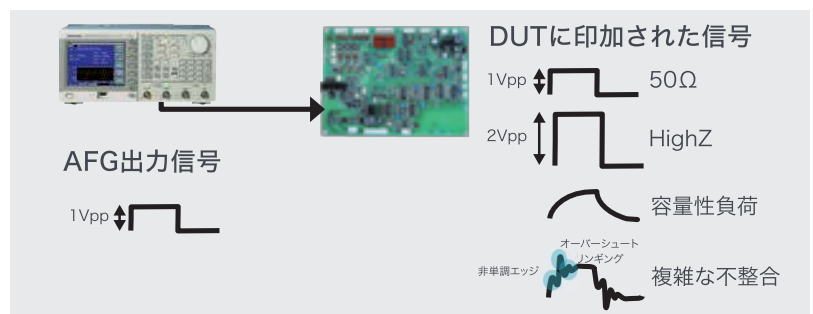 DUTに印加された信号
1Vpp
50Ω
2Vpp
HighZ
AFG出力信号
1Vpp
容量性負荷
オーバーシュート
リンギング
非単調エッジ
複雑な不整合